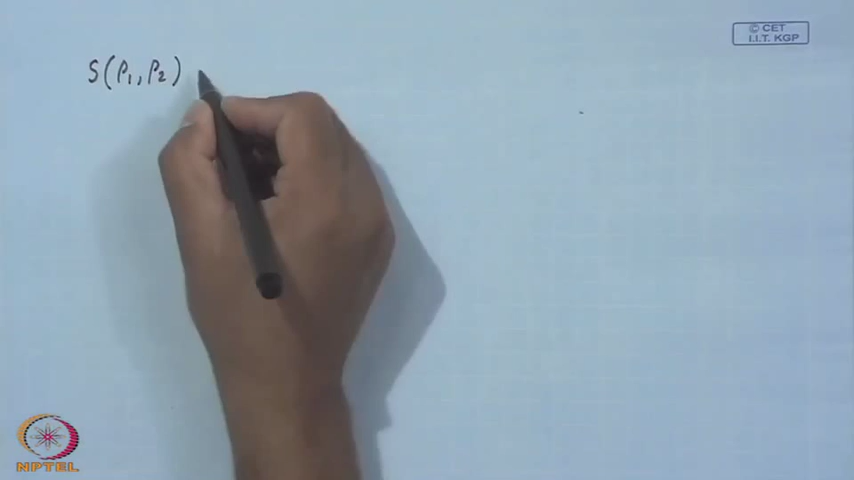 S(P₁, P₂)
© CET
I.I.T. KGP
NPTEL